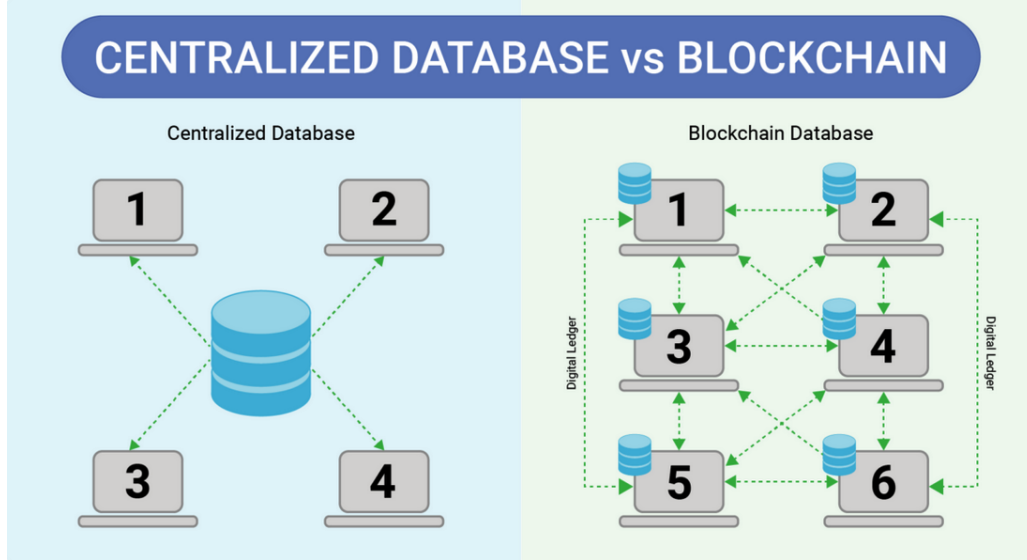 CENTRALIZED DATABASE vs BLOCKCHAIN
Centralized Database
1
2
3
4
Blockchain Database
1
2
3
4
5
6
Digital Ledger
Digital Ledger